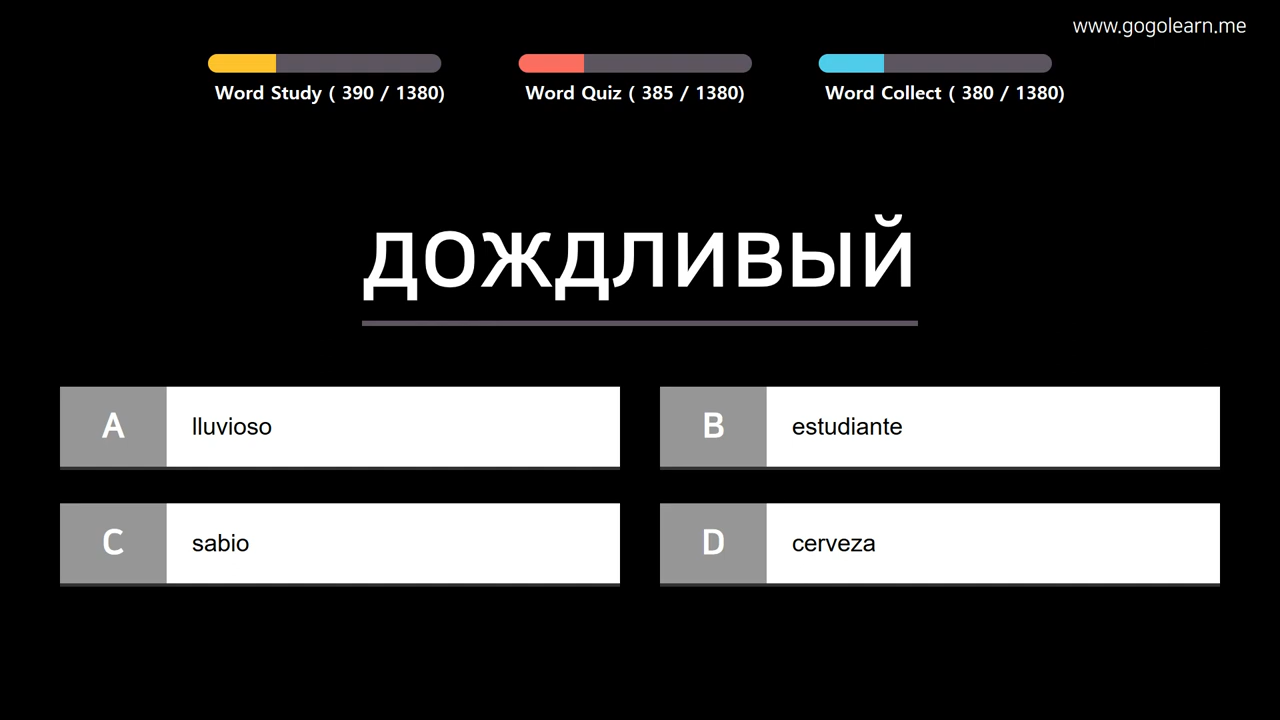 www.gogolearn.me
Word Study ( 390 / 1380)
Word Quiz ( 385 / 1380)
Word Collect ( 380 / 1380)
дождливый
A lluvioso
B estudiante
C sabio
D cerveza